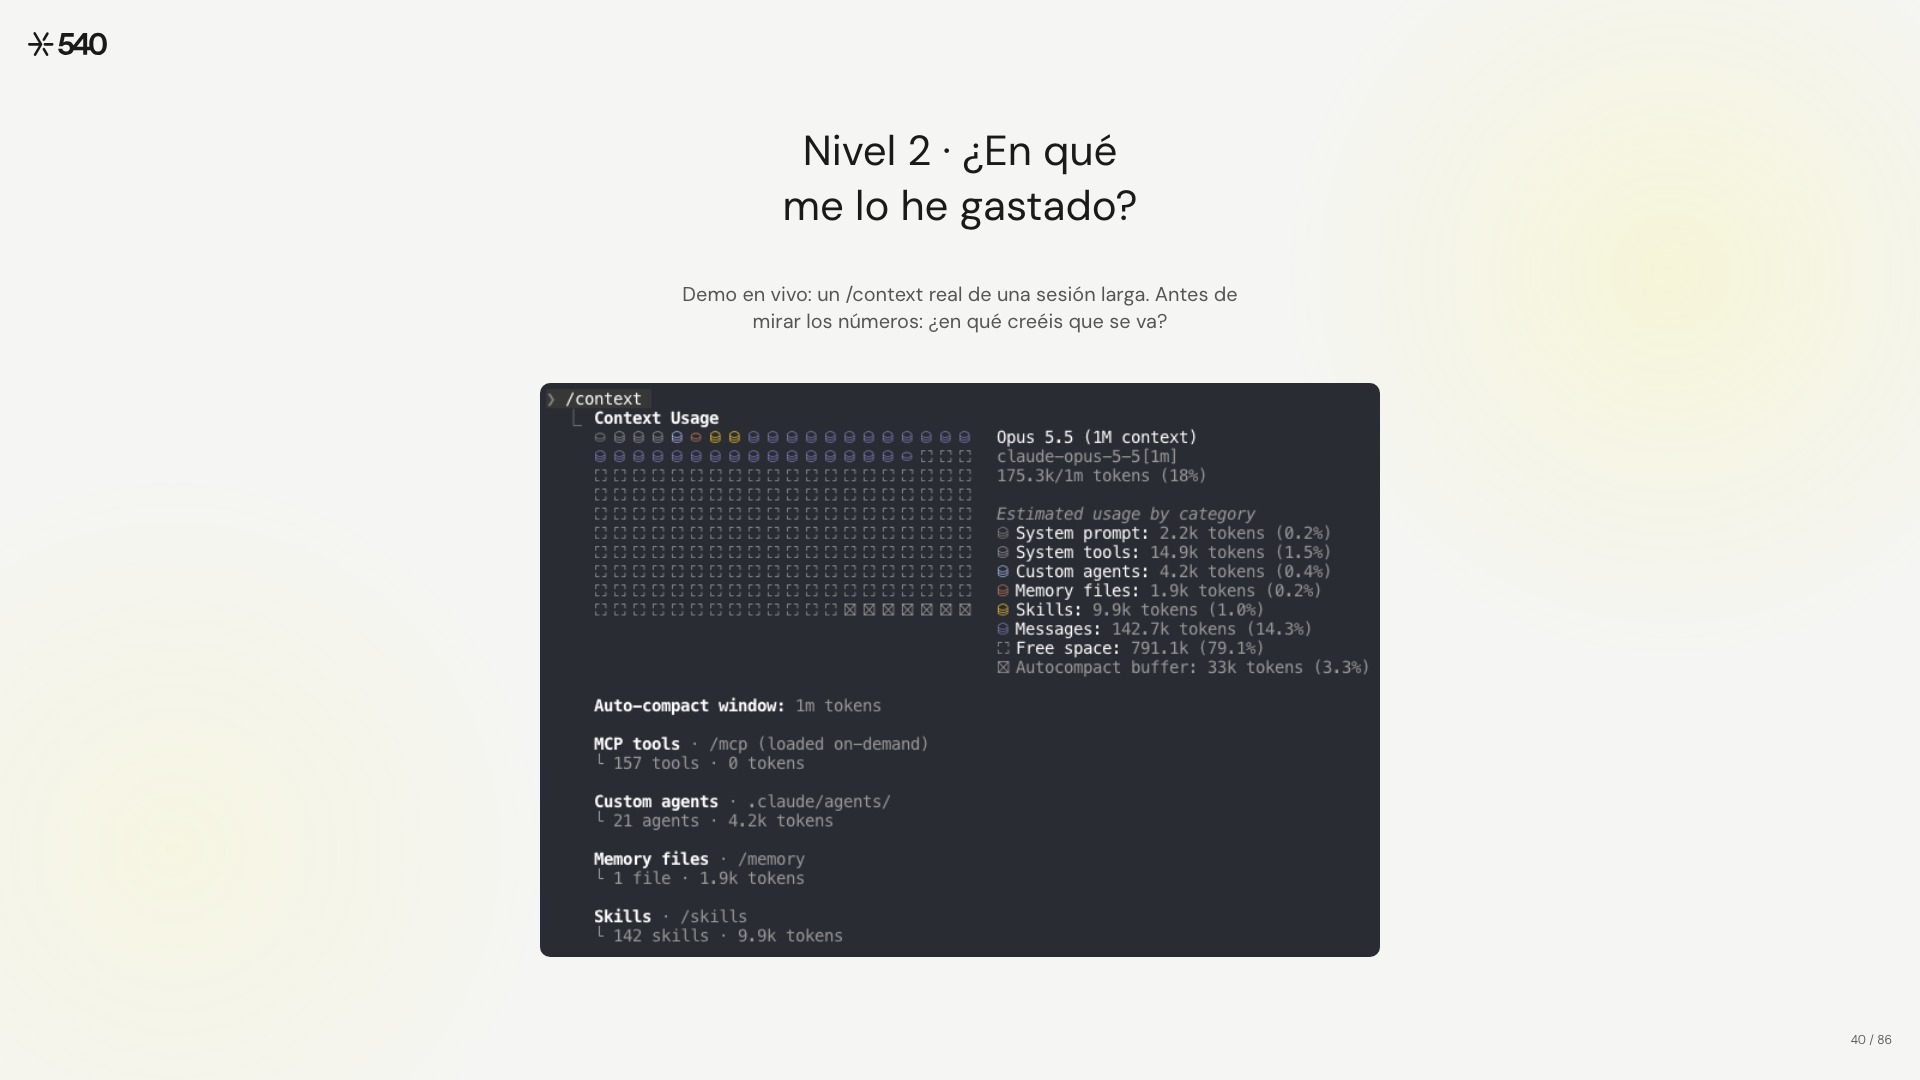 540
Nivel 2 · ¿En qué
me lo he gastado?
Demo en vivo: un /context real de una sesión larga. Antes de
mirar los números: ¿en qué creéis que se va?
❯ /context
Context Usage
Opus 5.5 (1M context)
claude-opus-5-5[1m]
175.3k/1m tokens (18%)
Estimated usage by category
System prompt: 2.2k tokens (0.2%)
System tools: 14.9k tokens (1.5%)
Custom agents: 4.2k tokens (0.4%)
Memory files: 1.9k tokens (0.2%)
Skills: 9.9k tokens (1.0%)
Messages: 142.7k tokens (14.3%)
Free space: 791.1k (79.1%)
Autocompact buffer: 33k tokens (3.3%)
Auto-compact window: 1m tokens
MCP tools · /mcp (loaded on-demand)
└ 157 tools · 0 tokens
Custom agents · .claude/agents/
└ 21 agents · 4.2k tokens
Memory files · /memory
└ 1 file · 1.9k tokens
Skills · /skills
└ 142 skills · 9.9k tokens
40 / 86